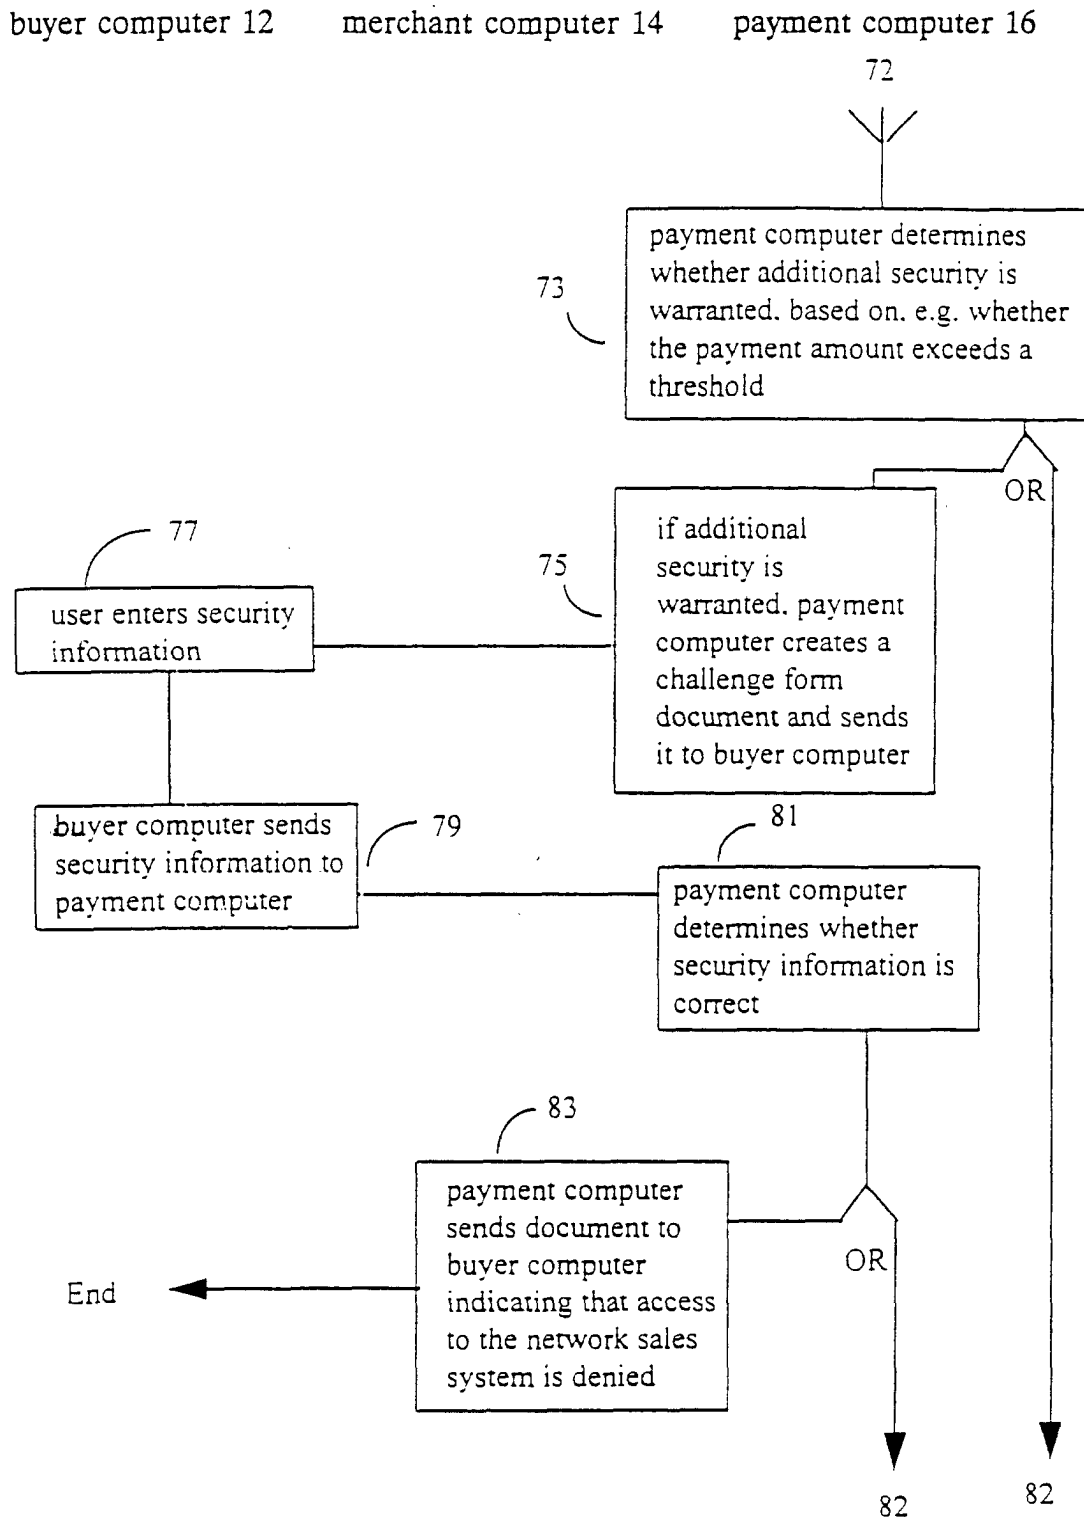 buyer computer 12 merchant computer 14 payment computer 16
72
payment computer determines
whether additional security is
warranted. based on. e.g. whether
the payment amount exceeds a
threshold
73
OR
if additional
security is
warranted. payment
computer creates a
challenge form
document and sends
it to buyer computer
75
77
user enters security
information
buyer computer sends
security information to
payment computer
79
81
payment computer
determines whether
security information is
correct
83
payment computer
sends document to
buyer computer
indicating that access
to the network sales
system is denied
OR
End
82
82